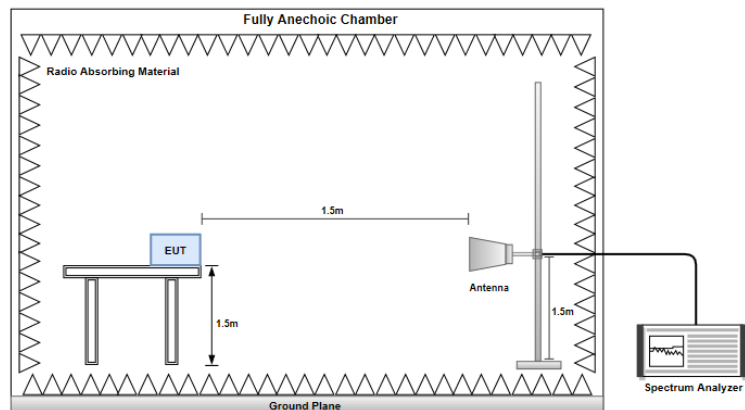 Fully Anechoic Chamber
Radio Absorbing Material
1.5m
EUT
Antenna
1.5m
1.5m
Spectrum Analyzer
Ground Plane